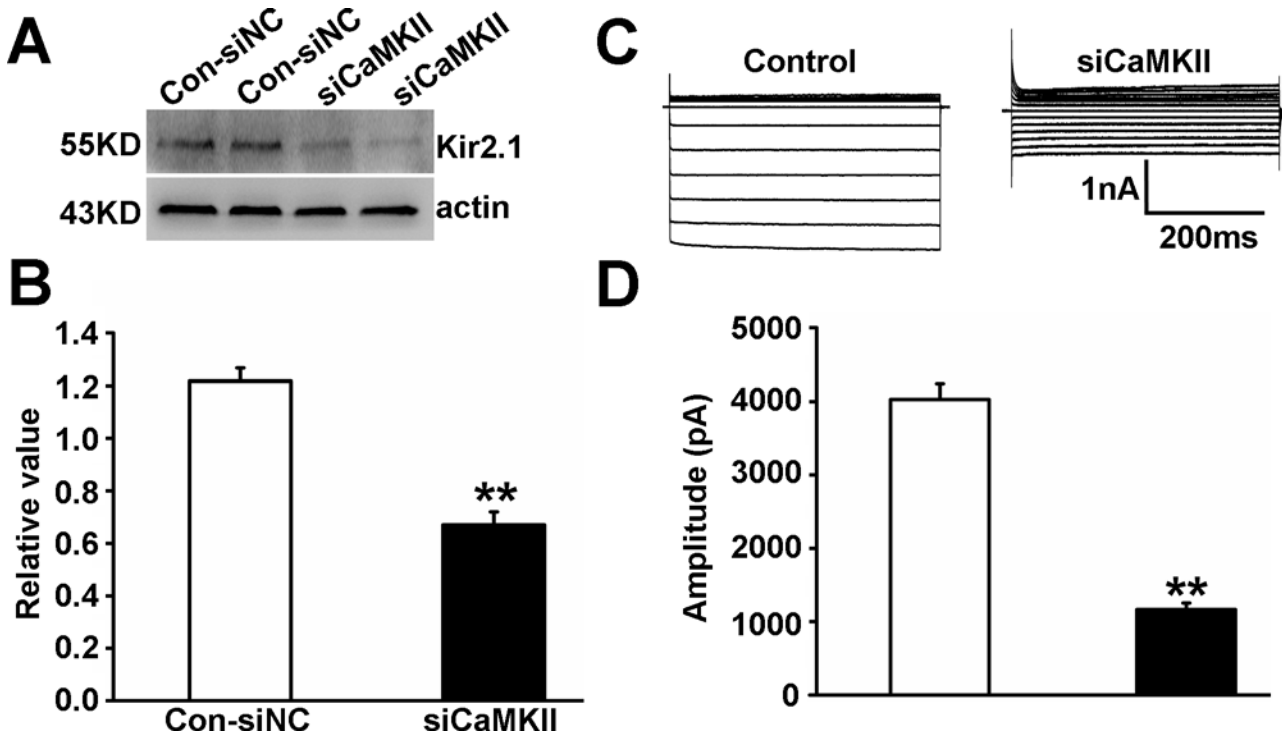 A
Con-siNC
Con-siNC
siCaMKII
siCaMKII
55KD
Kir2.1
43KD
actin
B
Relative value
1.4
1.2
1.0
0.8
0.6
0.4
0.2
0.0
**
Con-siNC
siCaMKII
C
Control
siCaMKII
1nA
200ms
D
Amplitude (pA)
5000
4000
3000
2000
1000
0
**